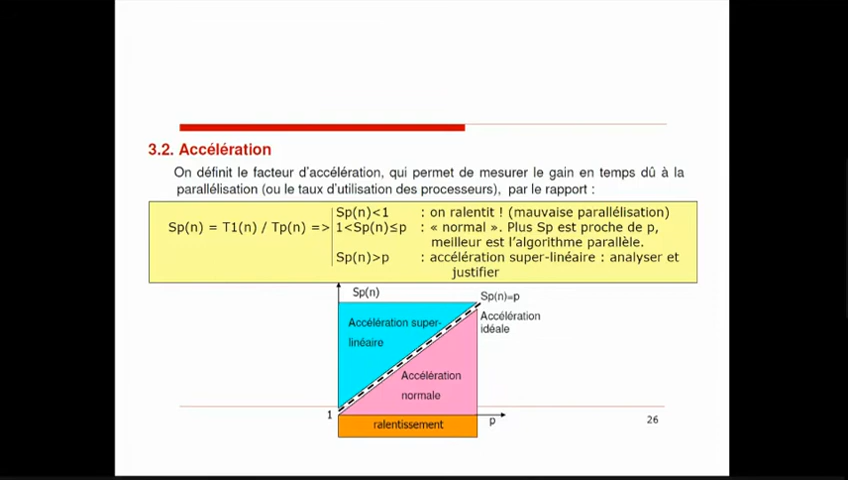 3.2. Accélération
On définit le facteur d'accélération, qui permet de mesurer le gain en temps dû à la
parallélisation (ou le taux d'utilisation des processeurs), par le rapport :
Sp(n)<1 : on ralentit ! (mauvaise parallélisation)
Sp(n) = T1(n) / Tp(n) => 1<Sp(n)≤p : « normal ». Plus Sp est proche de p,
meilleur est l'algorithme parallèle.
Sp(n)>p : accélération super-linéaire : analyser et
justifier
Sp(n)
Sp(n)=p
Accélération
idéale
Accélération super-
linéaire
Accélération
normale
1
p
ralentissement
26